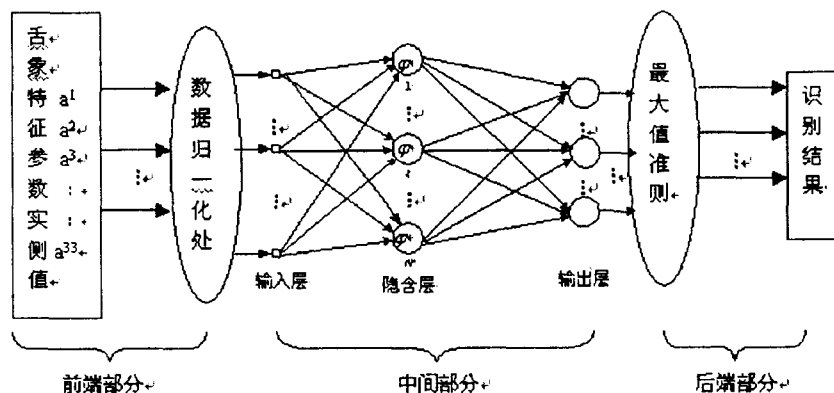 舌象特征参数实侧值
a1
a2
a3
⋮
⋮
a33
数据归一化处
输入层
φ
1
φ
φ
隐含层
输出层
最大值准则
识别结果
前端部分
中间部分
后端部分